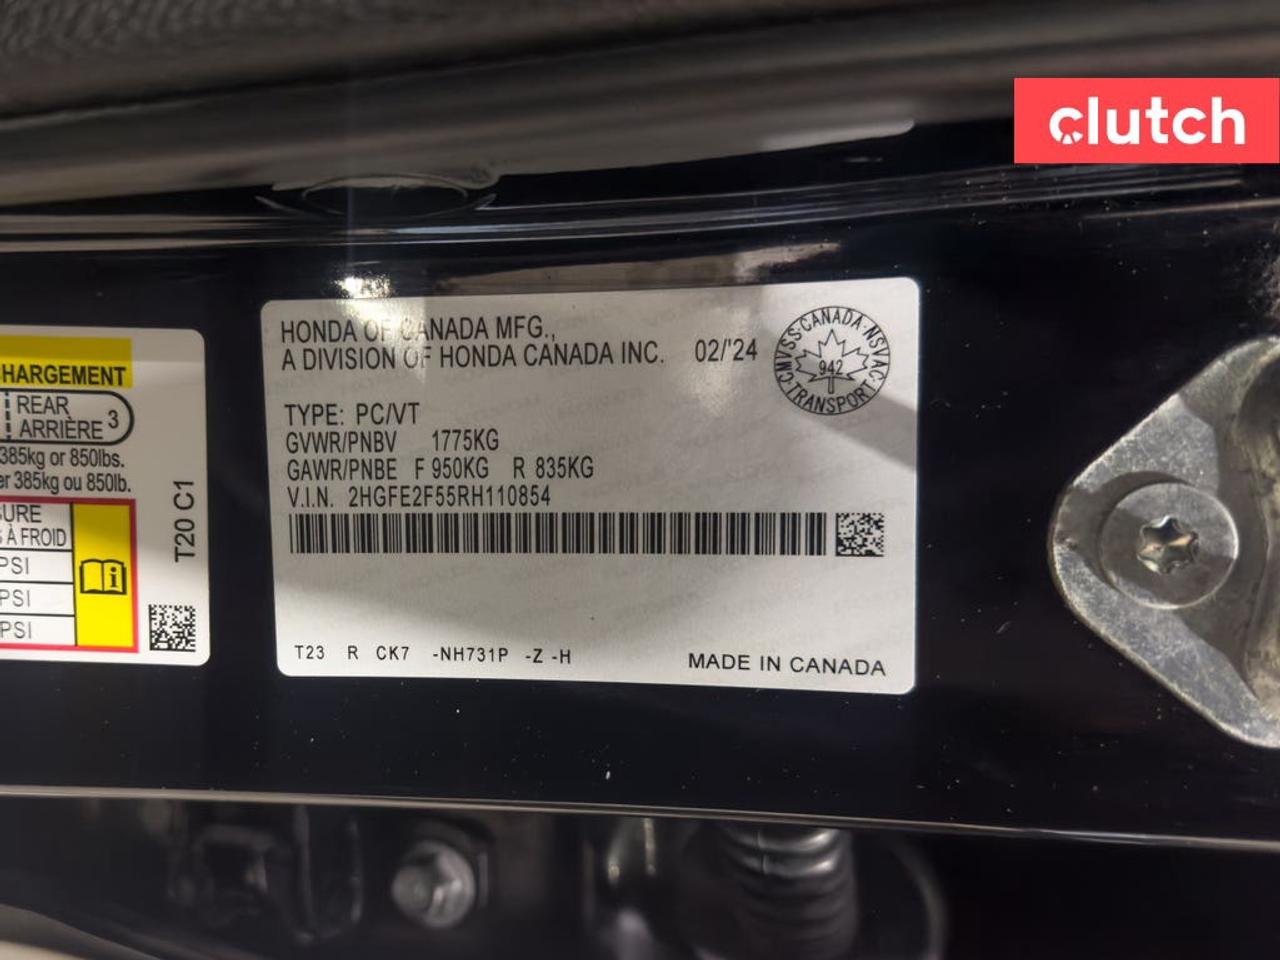 clutch
HONDA OF CANADA MFG.,
A DIVISION OF HONDA CANADA INC. 02/'24
CMVSS·CANADA·NSVAC
942
-TRANSPORT-
TYPE: PC/VT
GVWR/PNBV 1775KG
GAWR/PNBE F 950KG R 835KG
V.I.N. 2HGFE2F55RH110854
T23 R CK7 -NH731P -Z -H
MADE IN CANADA
HARGEMENT
REAR
ARRIÈRE 3
385kg or 850lbs.
er 385kg ou 850lb.
URE
À FROID
PSI
PSI
PSI
T20 C1